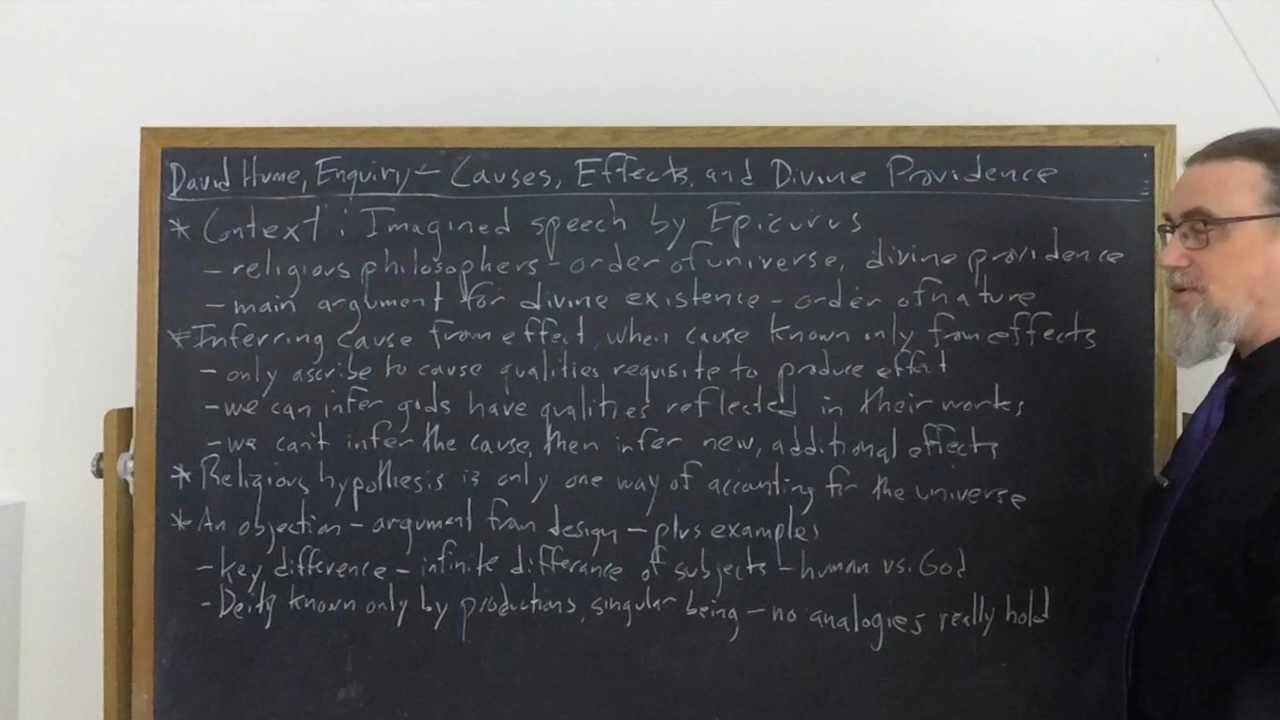 David Hume, Enquiry – Causes, Effects, and Divine Providence
* Context: Imagined speech by Epicurus
- religious philosophers – order of universe, divine providence
- main argument for divine existence – order of nature
* Inferring cause from effect, when cause known only from effects
- only ascribe to cause qualities requisite to produce effect
- we can infer gods have qualities reflected in their works
- we can't infer the cause, then infer new, additional effects
* Religious hypothesis is only one way of accounting for the universe
* An objection – argument from design – plus examples
- key difference – infinite difference of subjects – human vs. God
- Deity known only by productions, singular being – no analogies really hold